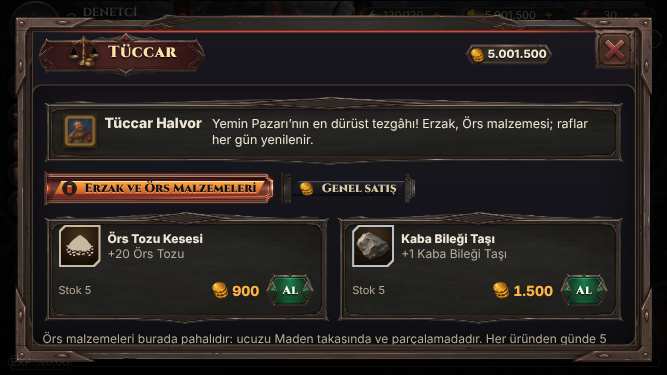 DENETÇİ
TÜCCAR
5.001.500
Tüccar Halvor
Yemin Pazarı'nın en dürüst tezgâhı! Erzak, Örs malzemesi; raflar
her gün yenilenir.
ERZAK VE ÖRS MALZEMELERİ
GENEL SATIŞ
Örs Tozu Kesesi
+20 Örs Tozu
Stok 5
900
AL
Kaba Bileği Taşı
+1 Kaba Bileği Taşı
Stok 5
1.500
AL
Örs malzemeleri burada pahalıdır: ucuzu Maden takasında ve parçalamadadır. Her üründen günde 5